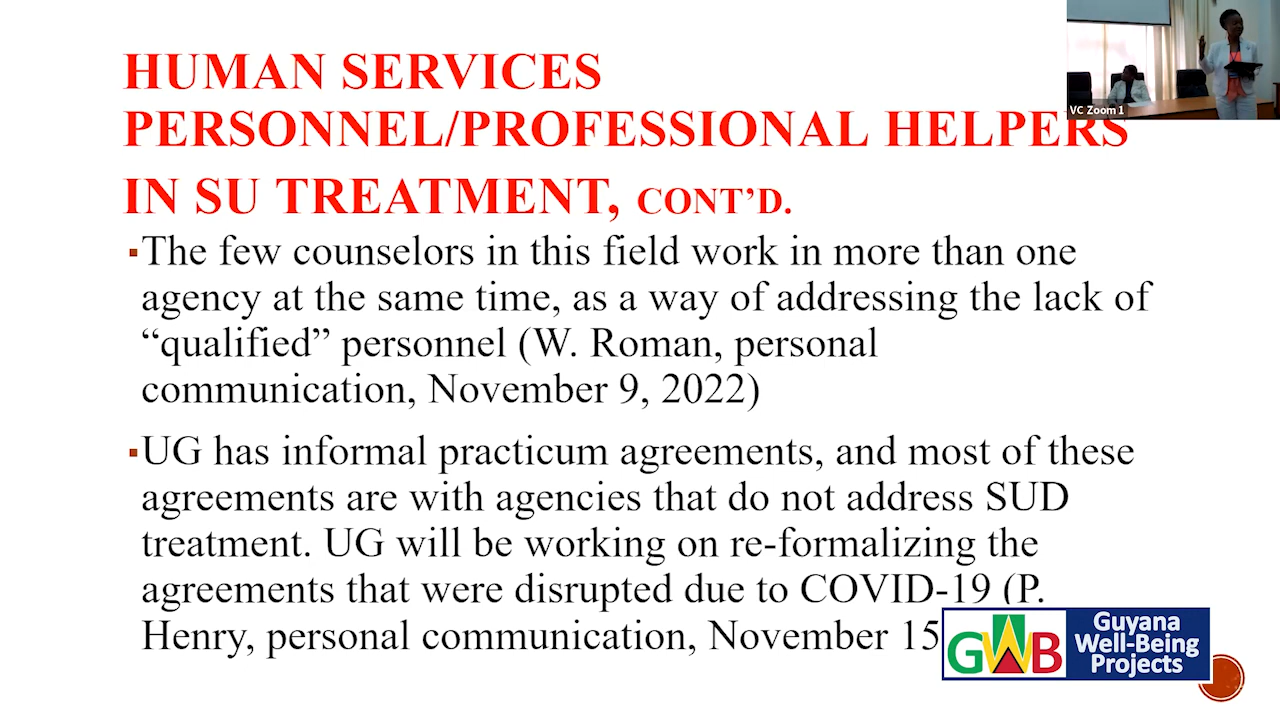 HUMAN SERVICES
PERSONNEL/PROFESSIONAL HELPERS
IN SU TREATMENT, CONT’D.
▪The few counselors in this field work in more than one
agency at the same time, as a way of addressing the lack of
“qualified” personnel (W. Roman, personal
communication, November 9, 2022)
▪UG has informal practicum agreements, and most of these
agreements are with agencies that do not address SUD
treatment. UG will be working on re-formalizing the
agreements that were disrupted due to COVID-19 (P.
Henry, personal communication, November 15
VC Zoom 1
GWB
Guyana
Well-Being
Projects